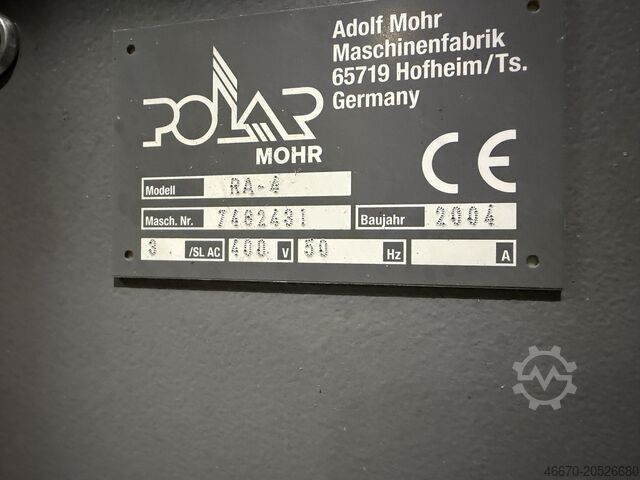 Adolf Mohr
Maschinenfabrik
65719 Hofheim/Ts.
Germany
POLAR
MOHR
CE
Modell RA-4
Masch. Nr. 7482431 Baujahr 2004
3 /SL AC 400 V 50 Hz A
46670-20526680